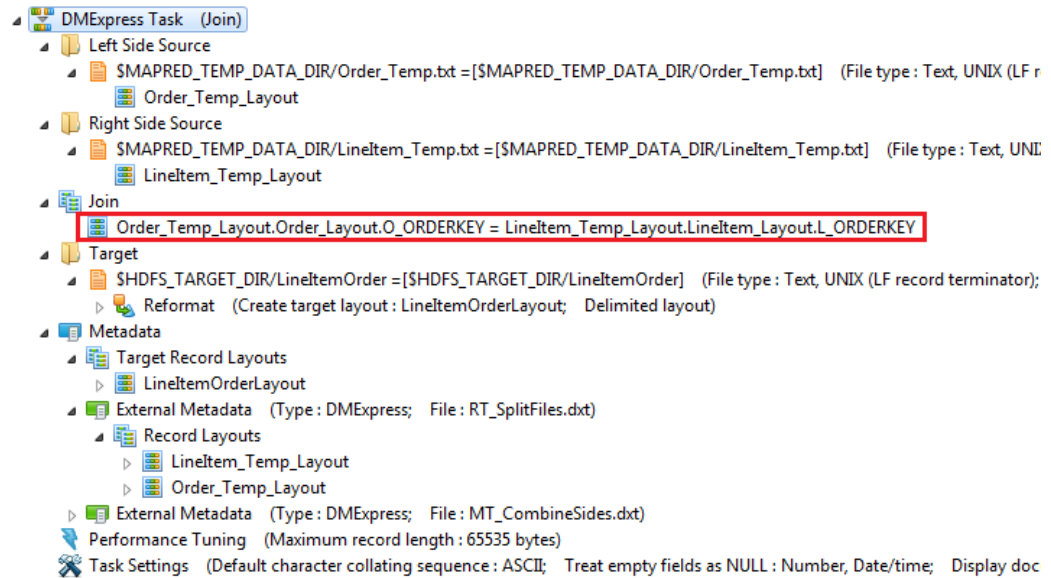 DMExpress Task (Join)
Left Side Source
$MAPRED_TEMP_DATA_DIR/Order_Temp.txt =[$MAPRED_TEMP_DATA_DIR/Order_Temp.txt] (File type : Text, UNIX (LF r
Order_Temp_Layout
Right Side Source
$MAPRED_TEMP_DATA_DIR/LineItem_Temp.txt =[$MAPRED_TEMP_DATA_DIR/LineItem_Temp.txt] (File type : Text, UNI
LineItem_Temp_Layout
Join
Order_Temp_Layout.Order_Layout.O_ORDERKEY = LineItem_Temp_Layout.LineItem_Layout.L_ORDERKEY
Target
$HDFS_TARGET_DIR/LineItemOrder =[$HDFS_TARGET_DIR/LineItemOrder] (File type : Text, UNIX (LF record terminator);
Reformat (Create target layout : LineItemOrderLayout; Delimited layout)
Metadata
Target Record Layouts
LineItemOrderLayout
External Metadata (Type : DMExpress; File : RT_SplitFiles.dxt)
Record Layouts
LineItem_Temp_Layout
Order_Temp_Layout
External Metadata (Type : DMExpress; File : MT_CombineSides.dxt)
Performance Tuning (Maximum record length : 65535 bytes)
Task Settings (Default character collating sequence : ASCII; Treat empty fields as NULL : Number, Date/time; Display doc